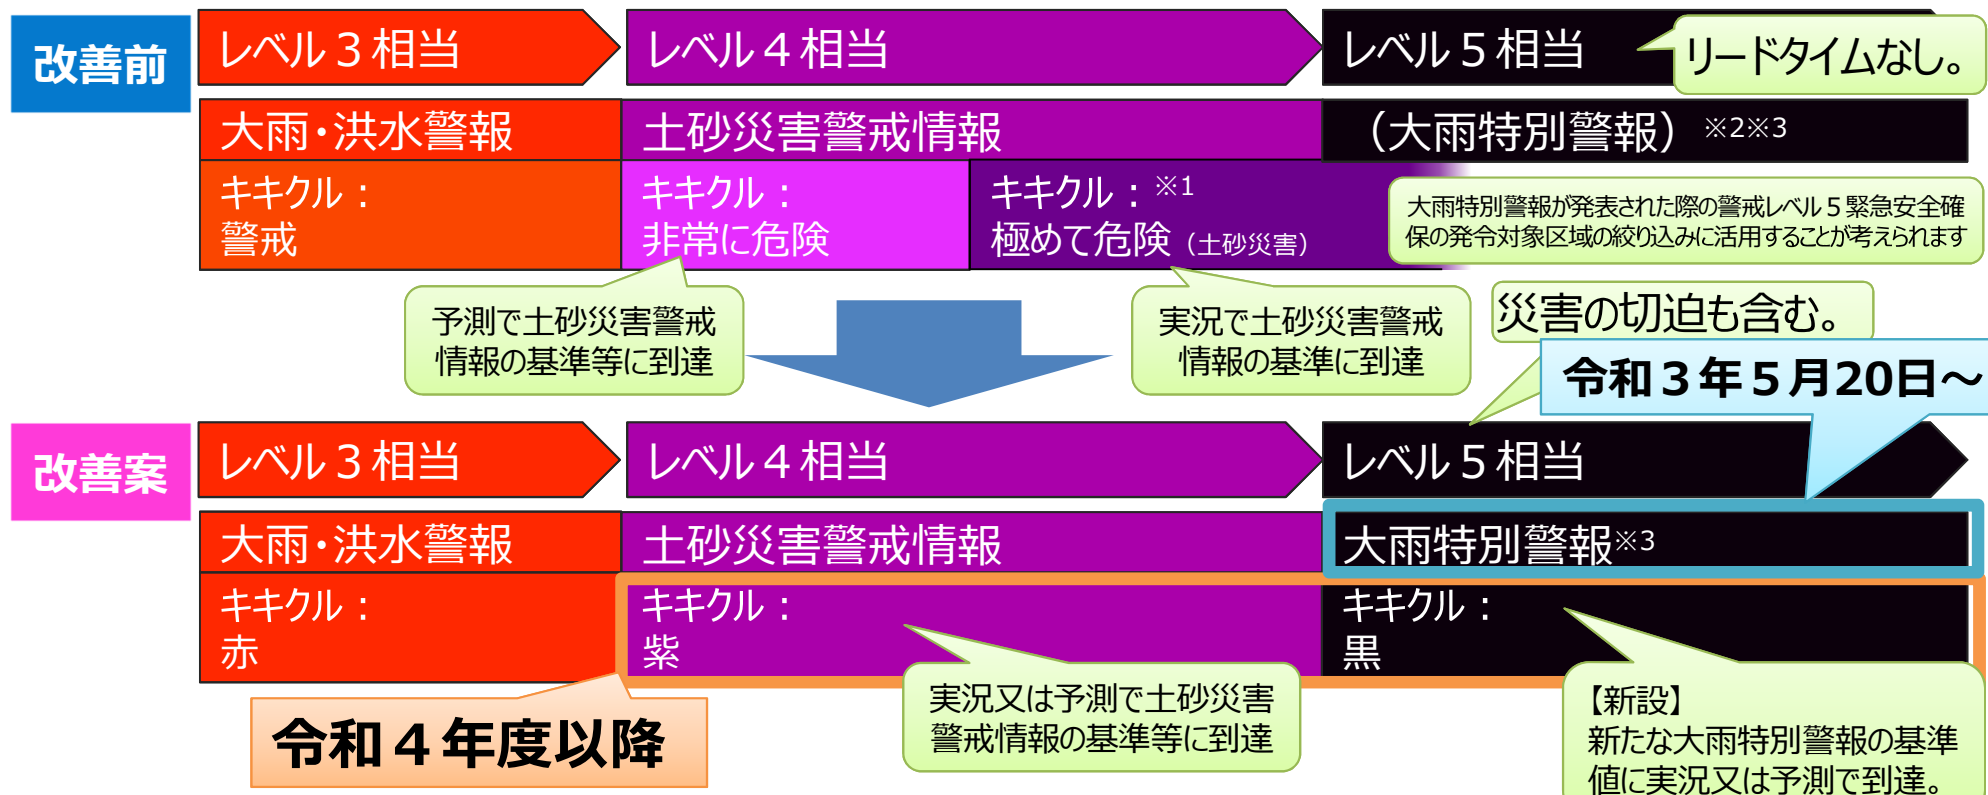 改善前
レベル３相当
レベル４相当
レベル５相当
リードタイムなし。
大雨・洪水警報
土砂災害警戒情報
（大雨特別警報）※2※3
キキクル：
警戒
キキクル：
非常に危険
キキクル：※1
極めて危険（土砂災害）
大雨特別警報が発表された際の警戒レベル５緊急安全確
保の発令対象区域の絞り込みに活用することが考えられます
予測で土砂災害警戒
情報の基準等に到達
実況で土砂災害警戒
情報の基準に到達
災害の切迫も含む。
令和３年５月20日～
改善案
レベル３相当
レベル４相当
レベル５相当
大雨・洪水警報
土砂災害警戒情報
大雨特別警報※3
キキクル：
赤
キキクル：
紫
キキクル：
黒
令和４年度以降
実況又は予測で土砂災害
警戒情報の基準等に到達
【新設】
新たな大雨特別警報の基準
値に実況又は予測で到達。